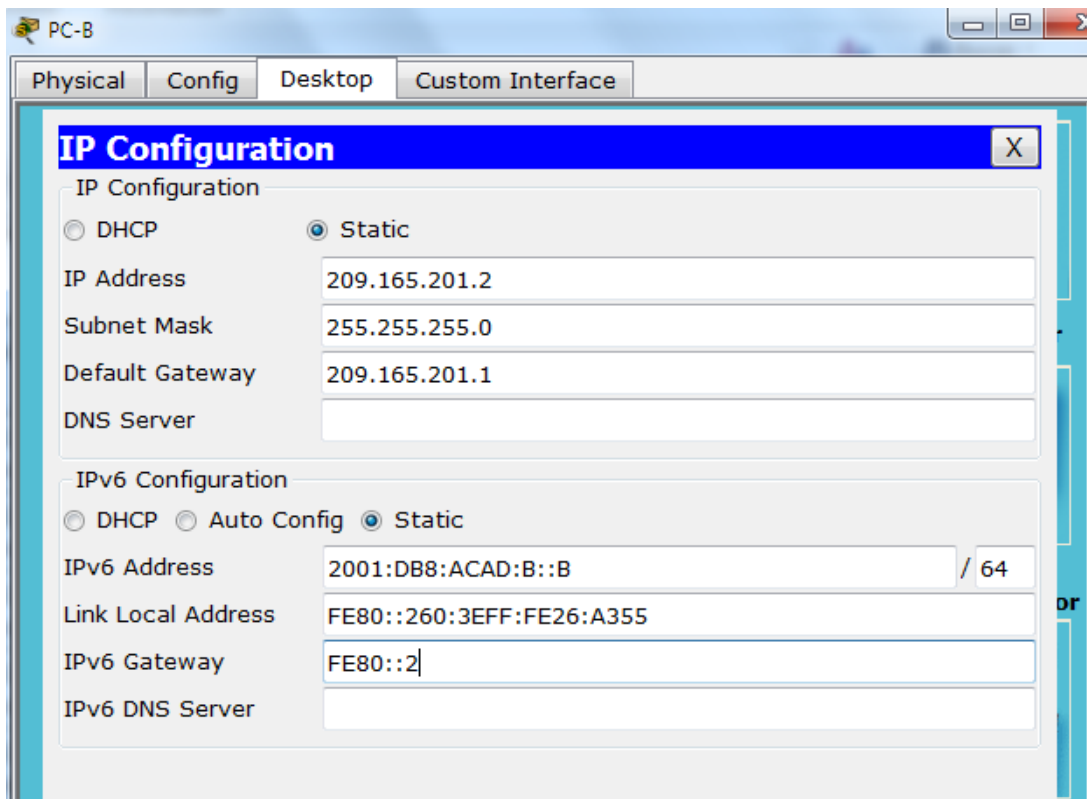 PC-B
Physical Config Desktop Custom Interface
IP Configuration X
IP Configuration
DHCP Static
IP Address 209.165.201.2
Subnet Mask 255.255.255.0
Default Gateway 209.165.201.1
DNS Server
IPv6 Configuration
DHCP Auto Config Static
IPv6 Address 2001:DB8:ACAD:B::B / 64
Link Local Address FE80::260:3EFF:FE26:A355
IPv6 Gateway FE80::2
IPv6 DNS Server